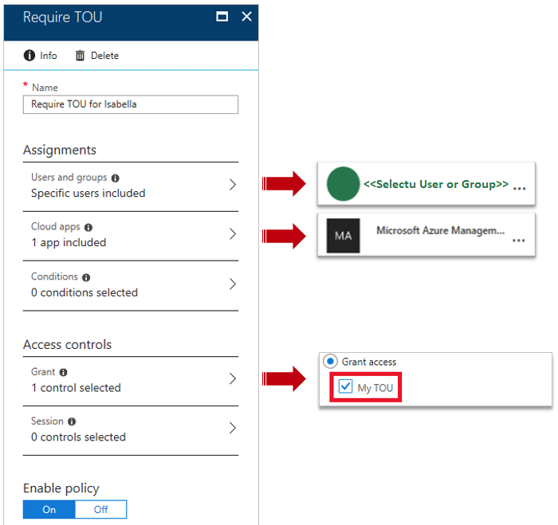 Require TOU
Info Delete
* Name
Require TOU for Isabella
Assignments
Users and groups
Specific users included
<<Selectu User or Group>> ...
Cloud apps
1 app included
MA Microsoft Azure Managem... ...
Conditions
0 conditions selected
Access controls
Grant
1 control selected
Grant access
My TOU
Session
0 controls selected
Enable policy
On Off